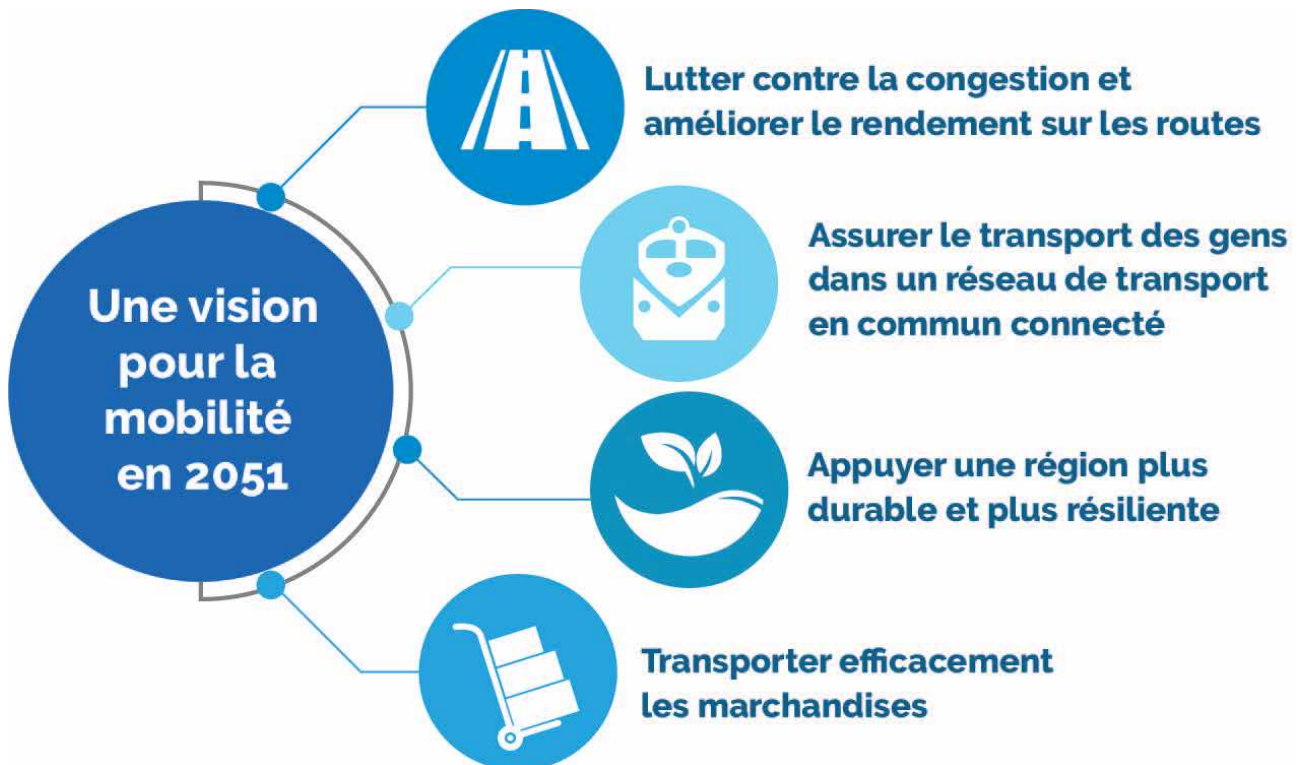 Une vision
pour la
mobilité
en 2051
Lutter contre la congestion et
améliorer le rendement sur les routes
Assurer le transport des gens
dans un réseau de transport
en commun connecté
Appuyer une région plus
durable et plus résiliente
Transporter efficacement
les marchandises